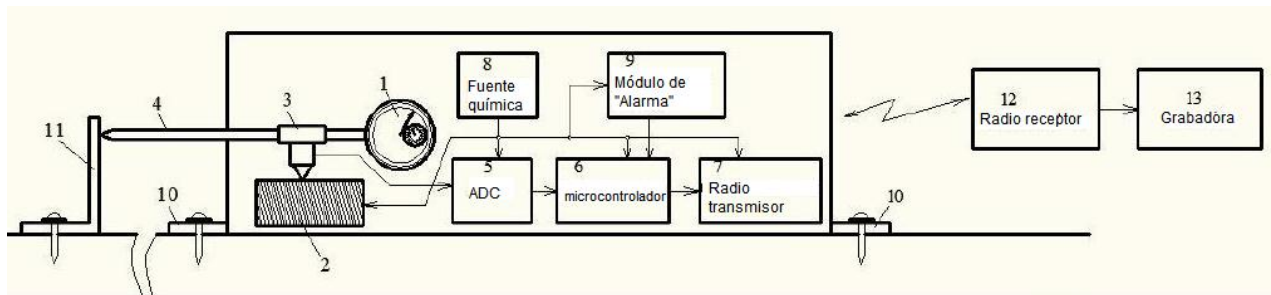 8
Fuente
química
9
Módulo de
"Alarma"
1
3
4
11
12
Radio receptor
13
Grabadora
5
ADC
6
microcontrolador
7
Radio
transmisor
10
10
2